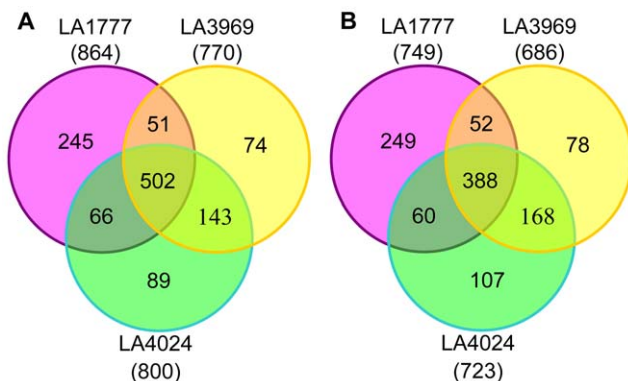 A
LA1777
(864)
LA3969
(770)
245
51
74
502
66
143
89
LA4024
(800)
B
LA1777
(749)
LA3969
(686)
249
52
78
388
60
168
107
LA4024
(723)